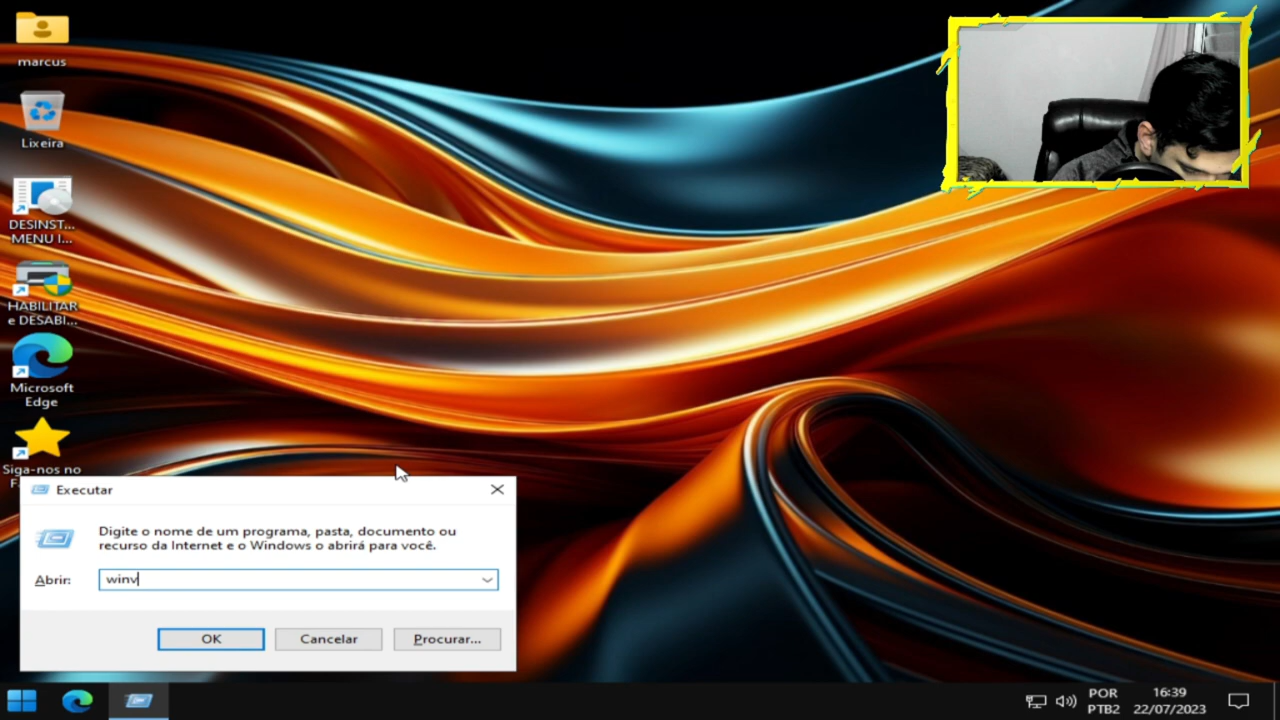 marcus
Lixeira
DESINST...
MENU I...
HABILITAR
e DESABI...
Microsoft
Edge
Siga-nos no
Executar
Digite o nome de um programa, pasta, documento ou
recurso da Internet e o Windows o abrirá para você.
Abrir:
winv
OK
Cancelar
Procurar...
POR
PTB2
16:39
22/07/2023